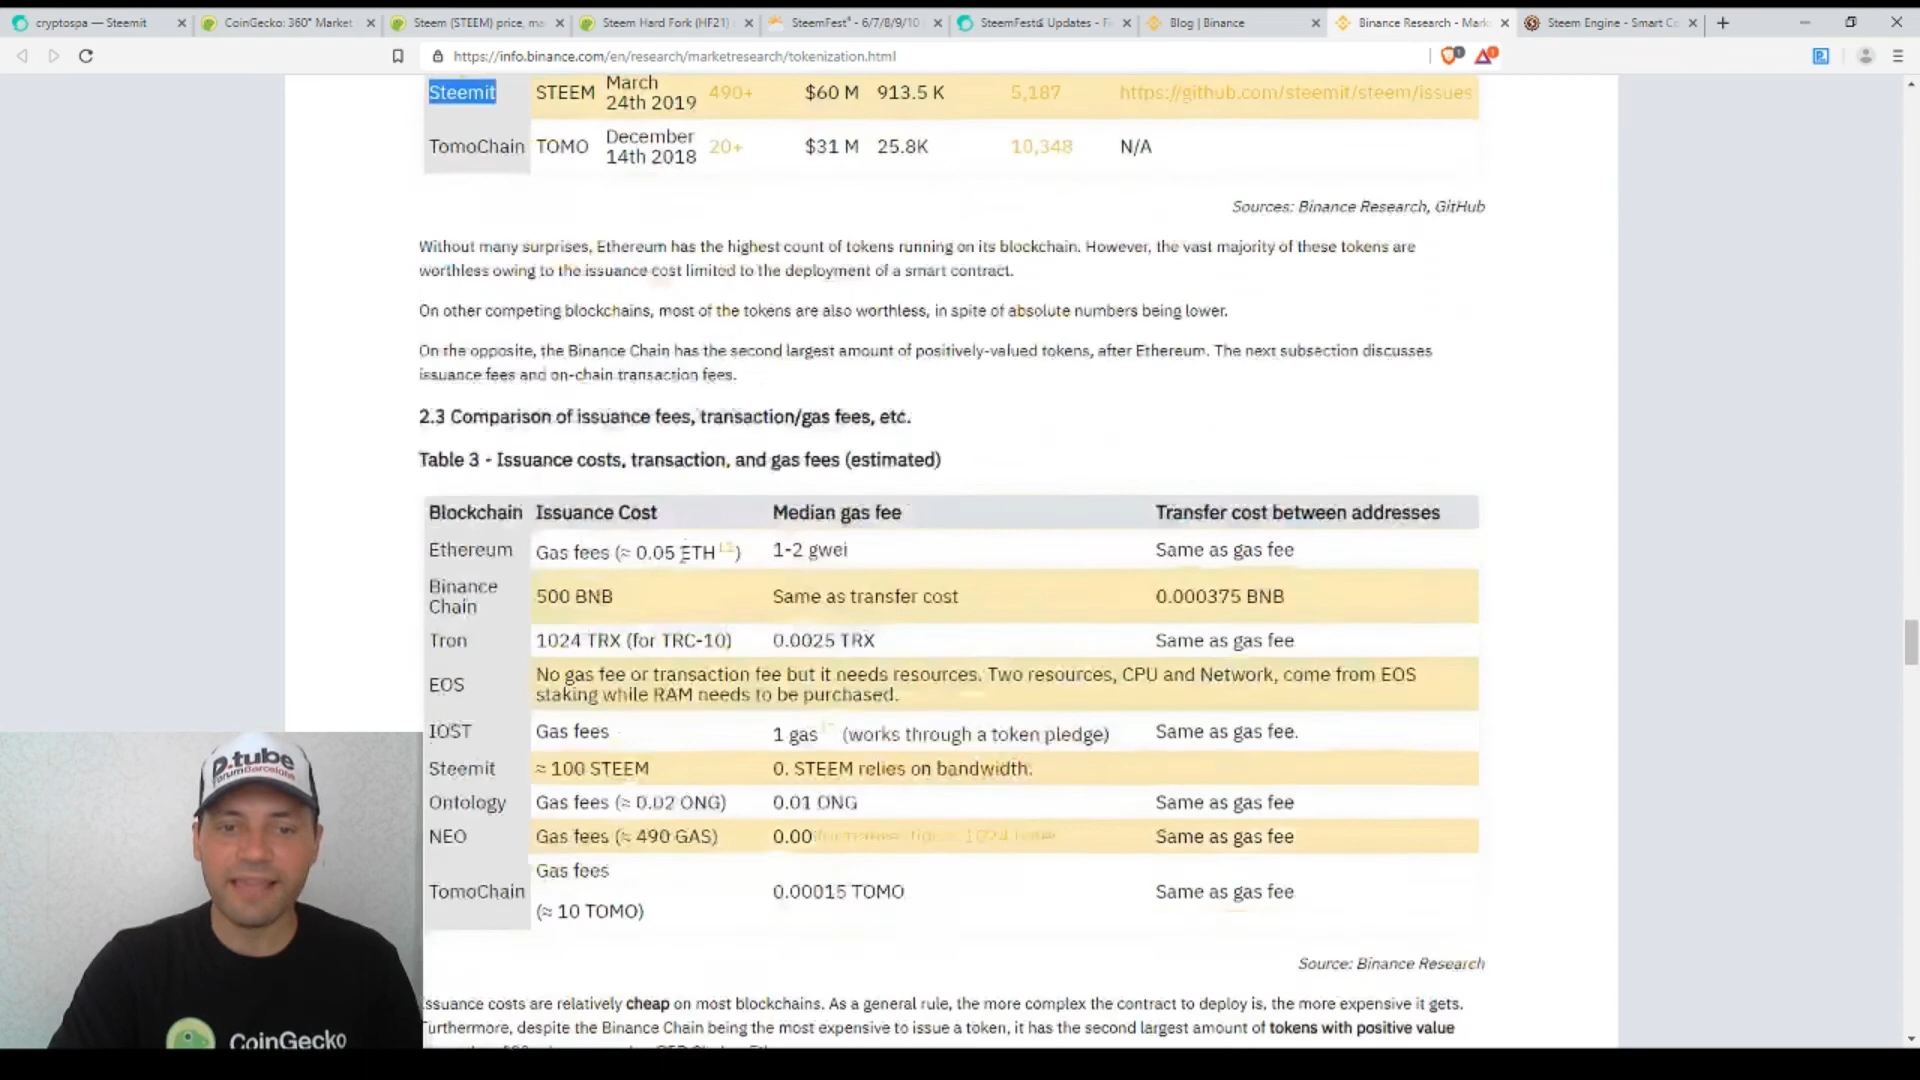 cryptospa — Steemit
CoinGecko: 360° Market
Steem (STEEM) price, ma
Steem Hard Fork (HF21)
SteemFest⁴ - 6/7/8/9/10
SteemFest4 Updates - F
Blog | Binance
Binance Research - Mark
Steem Engine - Smart Co
https://info.binance.com/en/research/marketresearch/tokenization.html
Steemit STEEM March 24th 2019 490+ $60 M 913.5 K 5,187 https://github.com/steemit/steem/issues
TomoChain TOMO December 14th 2018 20+ $31 M 25.8K 10,348 N/A
Sources: Binance Research, GitHub
Without many surprises, Ethereum has the highest count of tokens running on its blockchain. However, the vast majority of these tokens are
worthless owing to the issuance cost limited to the deployment of a smart contract.
On other competing blockchains, most of the tokens are also worthless, in spite of absolute numbers being lower.
On the opposite, the Binance Chain has the second largest amount of positively-valued tokens, after Ethereum. The next subsection discusses
issuance fees and on-chain transaction fees.
2.3 Comparison of issuance fees, transaction/gas fees, etc.
Table 3 - Issuance costs, transaction, and gas fees (estimated)
Blockchain Issuance Cost Median gas fee Transfer cost between addresses
Ethereum Gas fees (≈ 0.05 ETH) 1-2 gwei Same as gas fee
Binance Chain 500 BNB Same as transfer cost 0.000375 BNB
Tron 1024 TRX (for TRC-10) 0.0025 TRX Same as gas fee
EOS No gas fee or transaction fee but it needs resources. Two resources, CPU and Network, come from EOS
staking while RAM needs to be purchased.
IOST Gas fees 1 gas (works through a token pledge) Same as gas fee.
Steemit ≈ 100 STEEM 0. STEEM relies on bandwidth.
Ontology Gas fees (≈ 0.02 ONG) 0.01 ONG Same as gas fee
NEO Gas fees (≈ 490 GAS) 0.00 Same as gas fee
TomoChain Gas fees (≈ 10 TOMO) 0.00015 TOMO Same as gas fee
Source: Binance Research
Issuance costs are relatively cheap on most blockchains. As a general rule, the more complex the contract to deploy is, the more expensive it gets.
Furthermore, despite the Binance Chain being the most expensive to issue a token, it has the second largest amount of tokens with positive value
D.tube
ForumBarcelona
CoinGecko